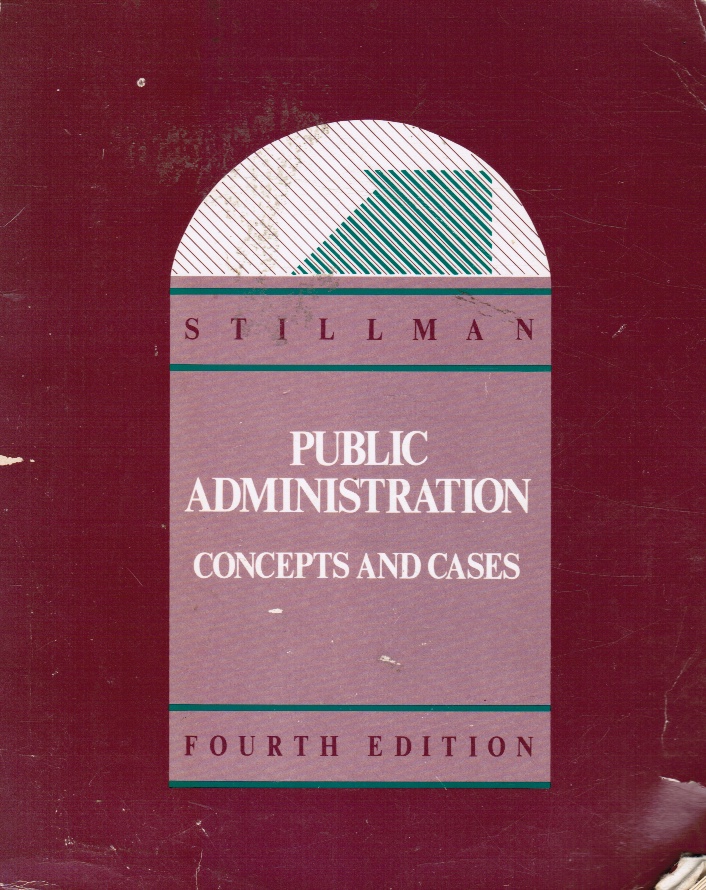 STILLMAN
PUBLIC
ADMINISTRATION
CONCEPTS AND CASES
FOURTH EDITION